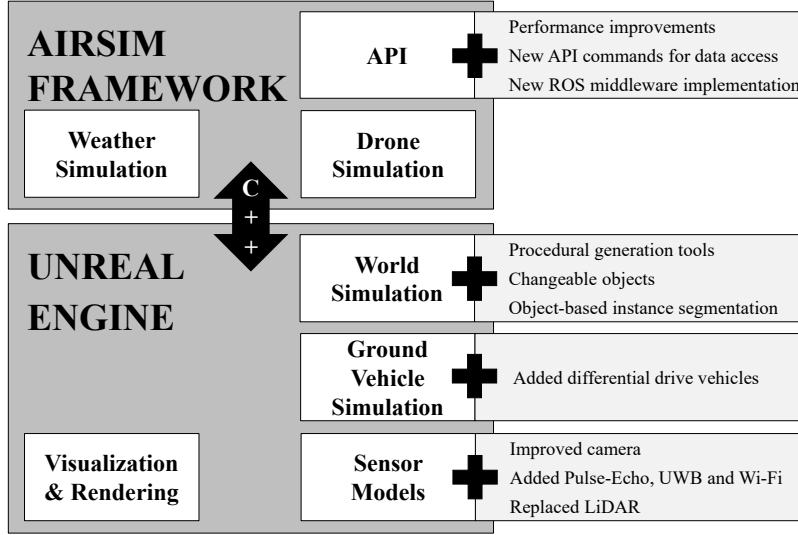 AIRSIM
FRAMEWORK
API
Performance improvements
New API commands for data access
New ROS middleware implementation
Weather
Simulation
Drone
Simulation
C
+
+
UNREAL
ENGINE
World
Simulation
Procedural generation tools
Changeable objects
Object-based instance segmentation
Ground
Vehicle
Simulation
Added differential drive vehicles
Visualization
& Rendering
Sensor
Models
Improved camera
Added Pulse-Echo, UWB and Wi-Fi
Replaced LiDAR